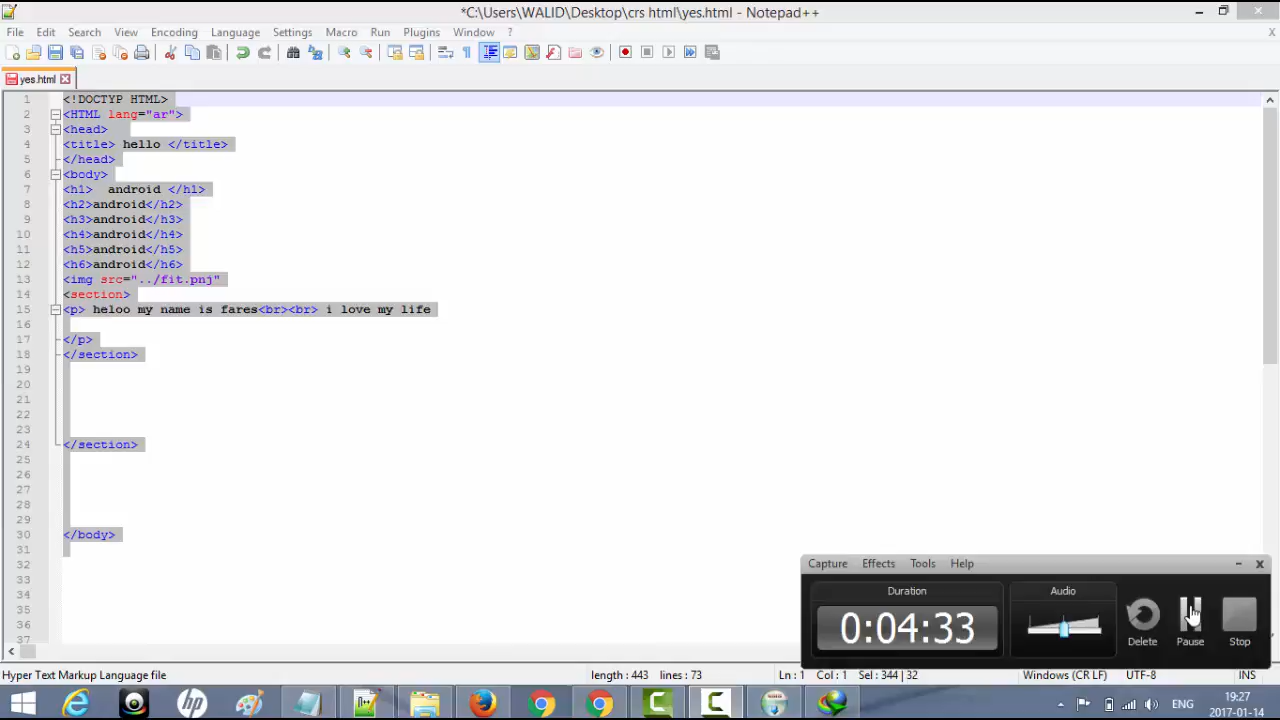 *C:\Users\WALID\Desktop\crs html\yes.html - Notepad++
File Edit Search View Encoding Language Settings Macro Run Plugins Window ? X
yes.html
1 <!DOCTYP HTML>
2 <HTML lang="ar">
3 <head>
4 <title> hello </title>
5 </head>
6 <body>
7 <h1>  android </h1>
8 <h2>android</h2>
9 <h3>android</h3>
10 <h4>android</h4>
11 <h5>android</h5>
12 <h6>android</h6>
13 <img src="../fit.pnj"
14 <section>
15 <p> heloo my name is fares<br><br> i love my life
16
17 </p>
18 </section>
19
20
21
22
23
24 </section>
25
26
27
28
29
30 </body>
31
32
33
34
35
36
37
Capture Effects Tools Help
Duration Audio
0:04:33
Delete Pause Stop
Hyper Text Markup Language file length : 443 lines : 73 Ln : 1 Col : 1 Sel : 344 | 32 Windows (CR LF) UTF-8 INS
ENG 19:27
2017-01-14